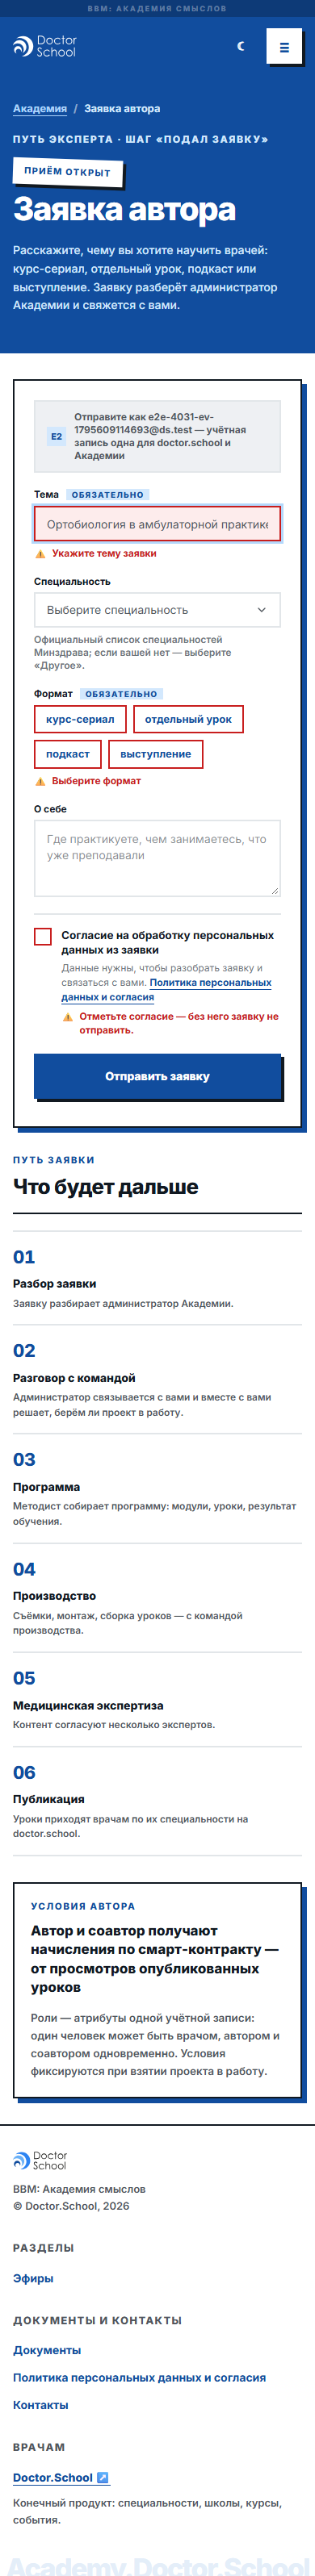 ВВМ: АКАДЕМИЯ СМЫСЛОВ
Doctor
School
Академия / Заявка автора
ПУТЬ ЭКСПЕРТА · ШАГ «ПОДАЛ ЗАЯВКУ»
ПРИЁМ ОТКРЫТ
Заявка автора
Расскажите, чему вы хотите научить врачей:
курс-сериал, отдельный урок, подкаст или
выступление. Заявку разберёт администратор
Академии и свяжется с вами.
Отправите как e2e-4031-ev-
1795609114693@ds.test — учётная
E2
запись одна для doctor.school и
Академии
Тема ОБЯЗАТЕЛЬНО
Ортобиология в амбулаторной практике
Укажите тему заявки
Специальность
Выберите специальность
Официальный список специальностей
Минздрава; если вашей нет — выберите
«Другое».
Формат ОБЯЗАТЕЛЬНО
курс-сериал отдельный урок
подкаст выступление
Выберите формат
О себе
Где практикуете, чем занимаетесь, что
уже преподавали
Согласие на обработку персональных
данных из заявки
Данные нужны, чтобы разобрать заявку и
связаться с вами. Политика персональных
данных и согласия
Отметьте согласие — без него заявку не
отправить.
Отправить заявку
ПУТЬ ЗАЯВКИ
Что будет дальше
01
Разбор заявки
Заявку разбирает администратор Академии.
02
Разговор с командой
Администратор связывается с вами и вместе с вами
решает, берём ли проект в работу.
03
Программа
Методист собирает программу: модули, уроки, результат
обучения.
04
Производство
Съёмки, монтаж, сборка уроков — с командой
производства.
05
Медицинская экспертиза
Контент согласуют несколько экспертов.
06
Публикация
Уроки приходят врачам по их специальности на
doctor.school.
УСЛОВИЯ АВТОРА
Автор и соавтор получают
начисления по смарт-контракту —
от просмотров опубликованных
уроков
Роли — атрибуты одной учётной записи:
один человек может быть врачом, автором и
соавтором одновременно. Условия
фиксируются при взятии проекта в работу.
Doctor
School
ВВМ: Академия смыслов
© Doctor.School, 2026
РАЗДЕЛЫ
Эфиры
ДОКУМЕНТЫ И КОНТАКТЫ
Документы
Политика персональных данных и согласия
Контакты
ВРАЧАМ
Doctor.School
Конечный продукт: специальности, школы, курсы,
события.
Academy.Doctor.School